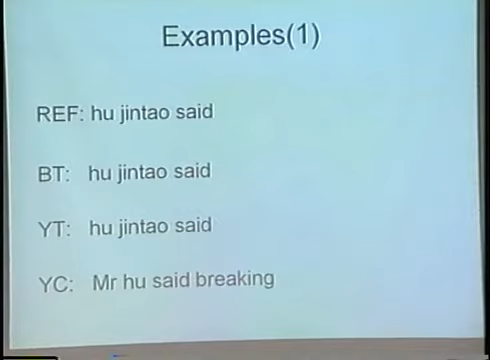 Examples(1)
REF: hu jintao said
BT: hu jintao said
YT: hu jintao said
YC: Mr hu said breaking